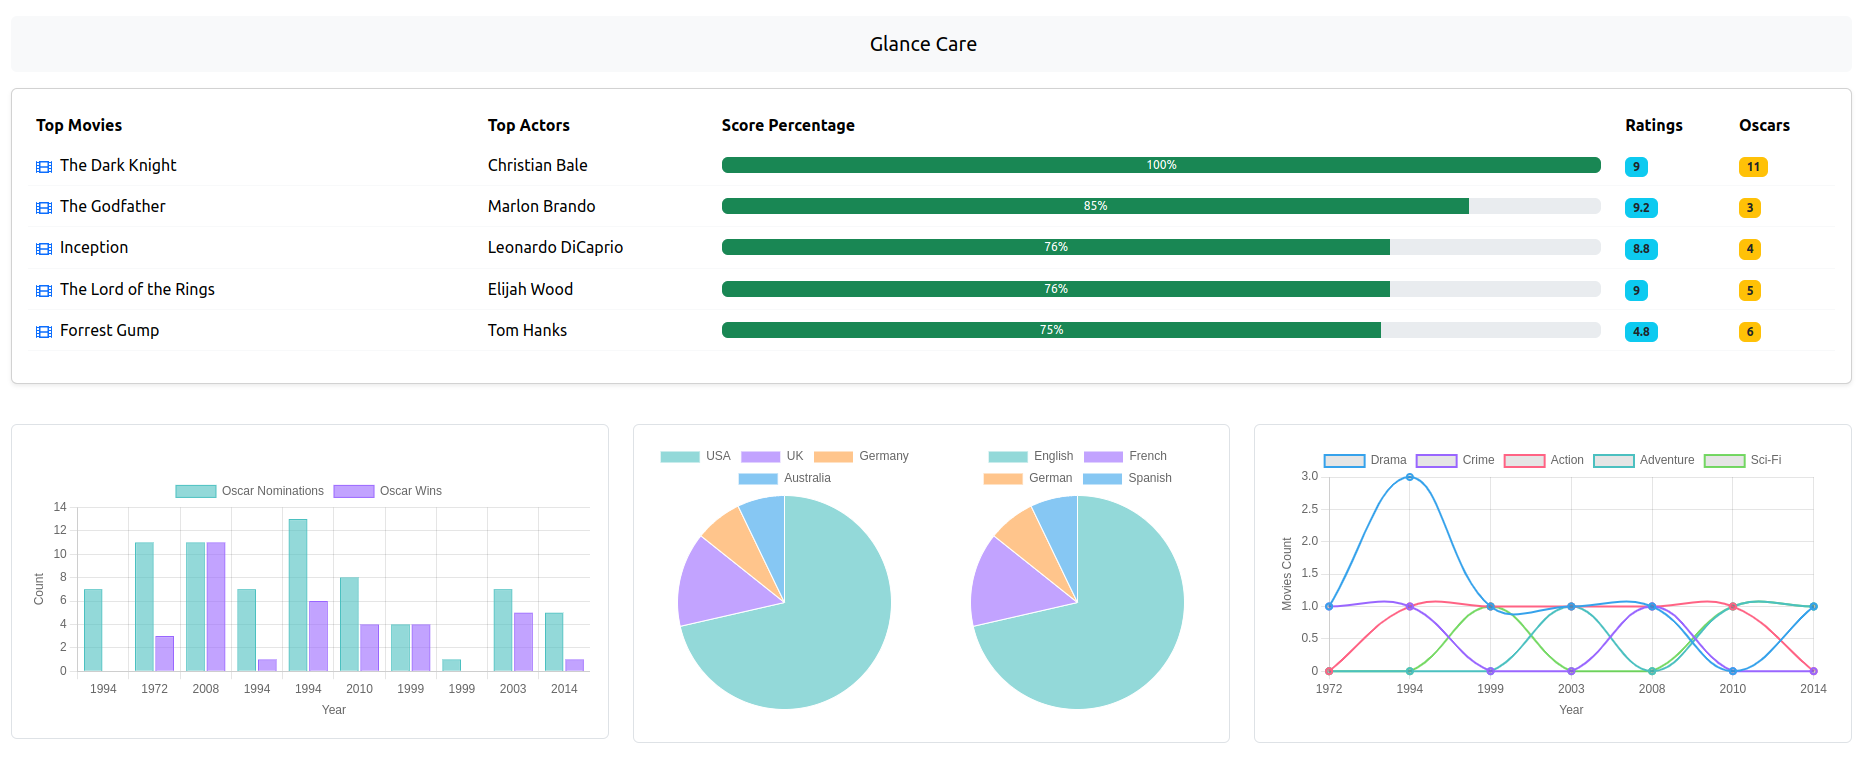 Glance Care
Top Movies Top Actors Score Percentage Ratings Oscars
The Dark Knight Christian Bale 100% 9 11
The Godfather Marlon Brando 85% 9.2 3
Inception Leonardo DiCaprio 76% 8.8 4
The Lord of the Rings Elijah Wood 76% 9 5
Forrest Gump Tom Hanks 75% 4.8 6
Oscar Nominations Oscar Wins
14
12
10
8
6
4
2
0
Count
1994 1972 2008 1994 1994 2010 1999 1999 2003 2014
Year
USA UK Germany
Australia
English French
German Spanish
Drama Crime Action Adventure Sci-Fi
3.0
2.5
2.0
1.5
1.0
0.5
0
Movies Count
1972 1994 1999 2003 2008 2010 2014
Year